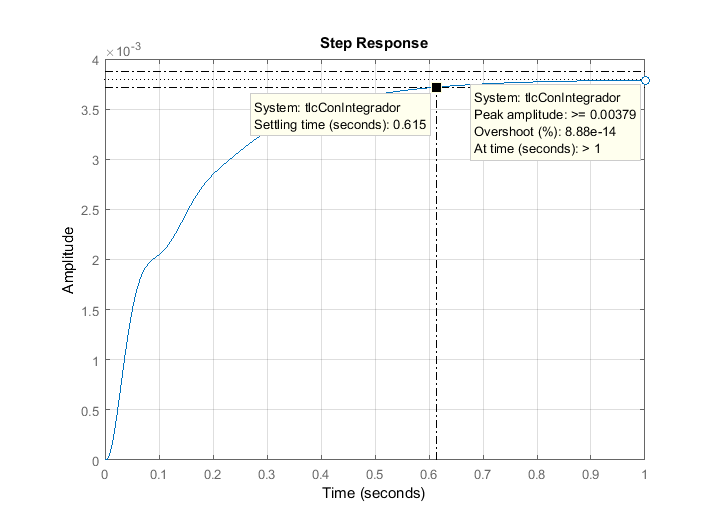 Step Response
×10^-3
4
3.5
3
2.5
2
1.5
1
0.5
0
Amplitude
System: tlcConIntegrador
Settling time (seconds): 0.615
System: tlcConIntegrador
Peak amplitude: >= 0.00379
Overshoot (%): 8.88e-14
At time (seconds): > 1
0 0.1 0.2 0.3 0.4 0.5 0.6 0.7 0.8 0.9 1
Time (seconds)